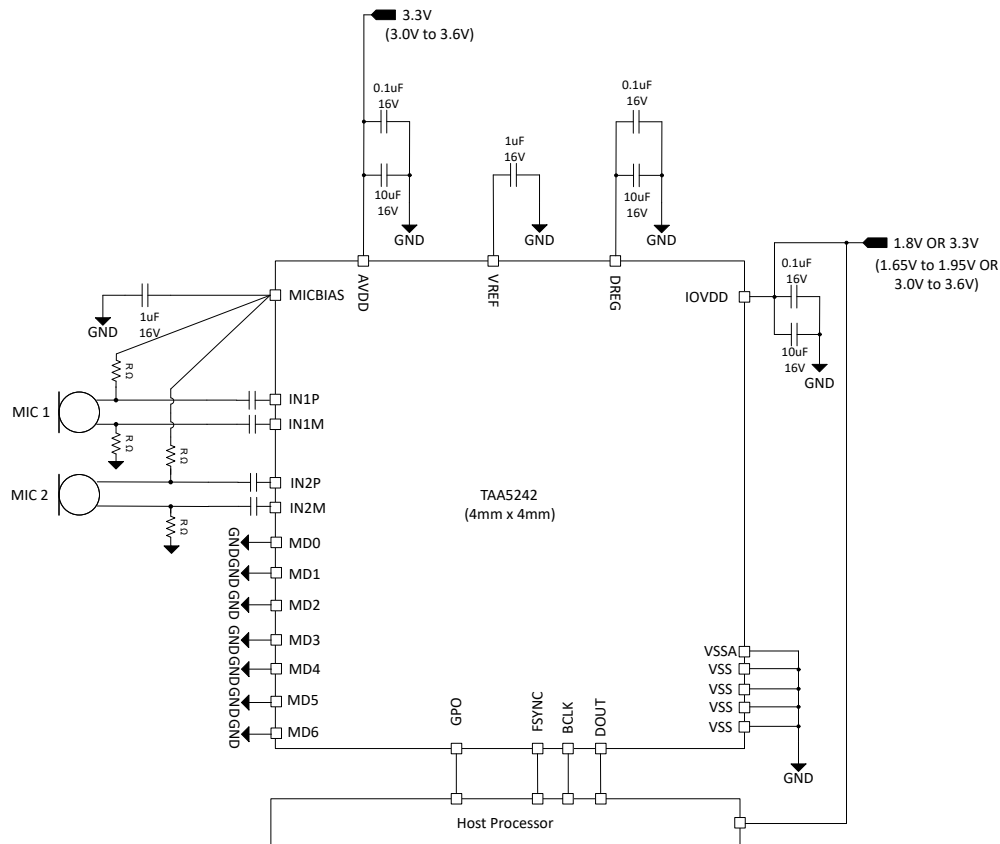 3.3V
(3.0V to 3.6V)
0.1uF
16V
10uF
16V
GND
1uF
16V
GND
0.1uF
16V
10uF
16V
GND
1.8V OR 3.3V
(1.65V to 1.95V OR
3.0V to 3.6V)
0.1uF
16V
10uF
16V
GND
AVDD
VREF
DREG
IOVDD
MICBIAS
1uF
16V
GND
R Ω
R Ω
R Ω
R Ω
MIC 1
MIC 2
IN1P
IN1M
IN2P
IN2M
TAA5242
(4mm x 4mm)
GND
MD0
GND
MD1
GND
MD2
GND
MD3
GND
MD4
GND
MD5
GND
MD6
VSSA
VSS
VSS
VSS
VSS
GND
GPO
FSYNC
BCLK
DOUT
Host Processor